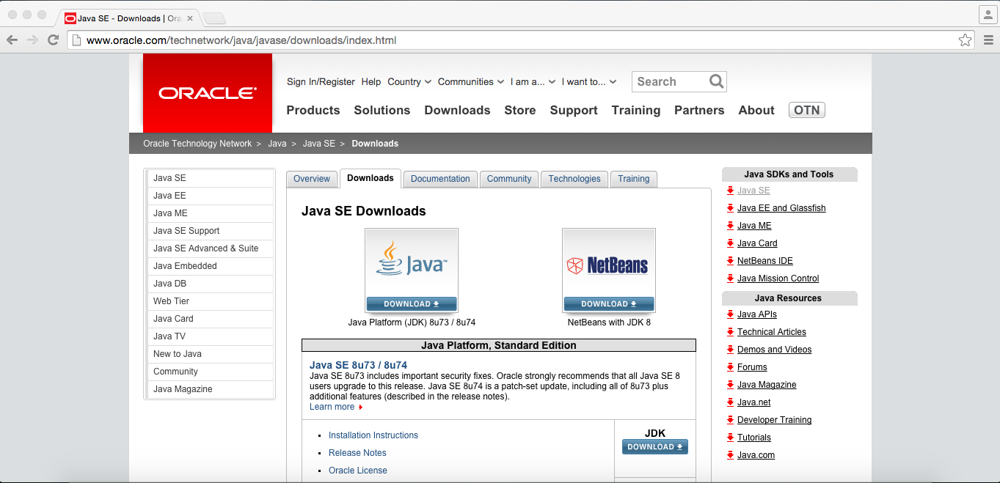 Java SE - Downloads | Ora
www.oracle.com/technetwork/java/javase/downloads/index.html
ORACLE
Sign In/Register Help Country Communities I am a... I want to... Search
Products Solutions Downloads Store Support Training Partners About OTN
Oracle Technology Network > Java > Java SE > Downloads
Java SE
Java EE
Java ME
Java SE Support
Java SE Advanced & Suite
Java Embedded
Java DB
Web Tier
Java Card
Java TV
New to Java
Community
Java Magazine
Overview Downloads Documentation Community Technologies Training
Java SE Downloads
Java™
DOWNLOAD
Java Platform (JDK) 8u73 / 8u74
NetBeans
DOWNLOAD
NetBeans with JDK 8
Java Platform, Standard Edition
Java SE 8u73 / 8u74
Java SE 8u73 includes important security fixes. Oracle strongly recommends that all Java SE 8
users upgrade to this release. Java SE 8u74 is a patch-set update, including all of 8u73 plus
additional features (described in the release notes).
Learn more
Installation Instructions
Release Notes
Oracle License
JDK
DOWNLOAD
Java SDKs and Tools
Java SE
Java EE and Glassfish
Java ME
Java Card
NetBeans IDE
Java Mission Control
Java Resources
Java APIs
Technical Articles
Demos and Videos
Forums
Java Magazine
Java.net
Developer Training
Tutorials
Java.com